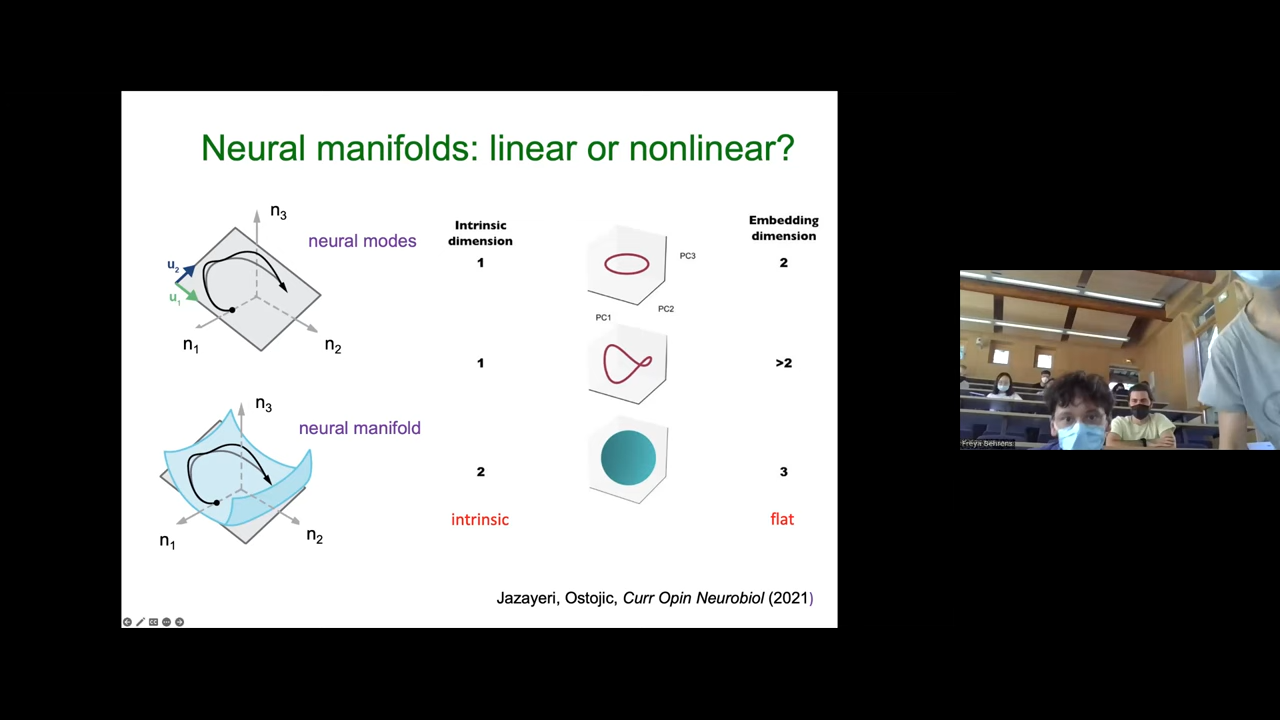 Neural manifolds: linear or nonlinear?
n3
neural modes
u2
u1
n1
n2
n3
neural manifold
n1
n2
Intrinsic
dimension
1
1
2
intrinsic
PC3
PC2
PC1
Embedding
dimension
2
>2
3
flat
Jazayeri, Ostojic, Curr Opin Neurobiol (2021)
Freya Behrens